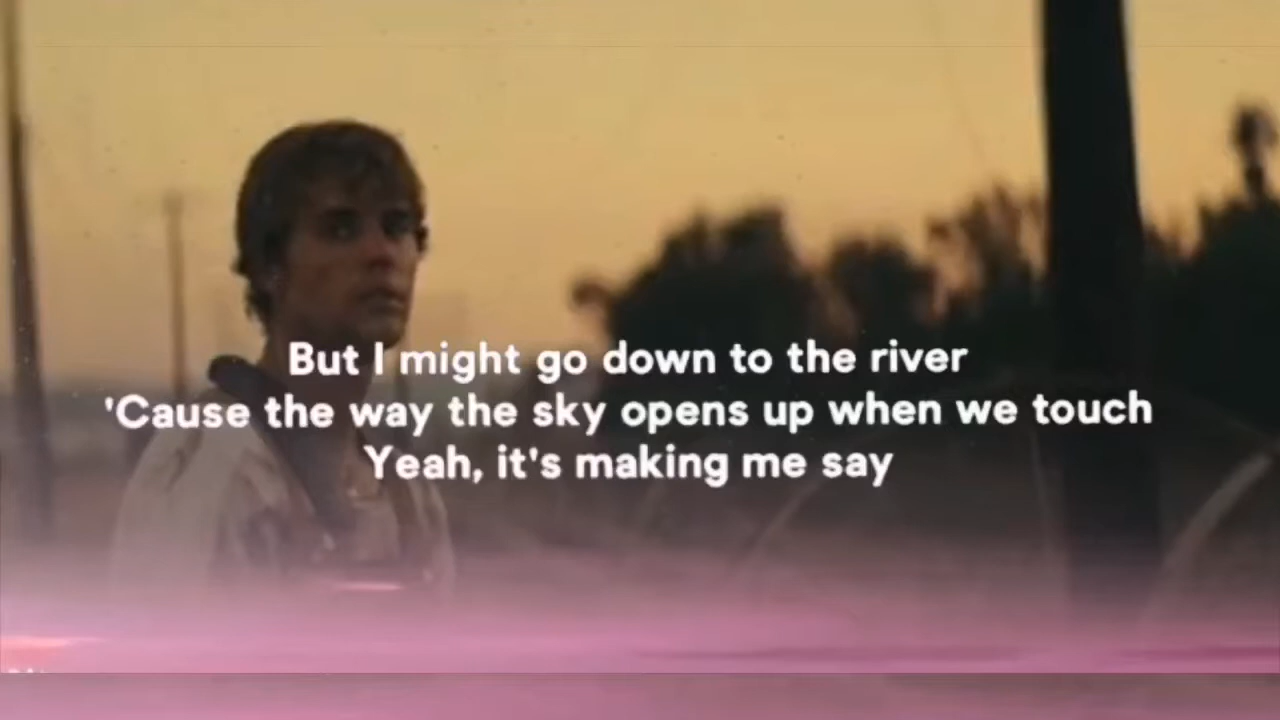 But I might go down to the river
'Cause the way the sky opens up when we touch
Yeah, it's making me say